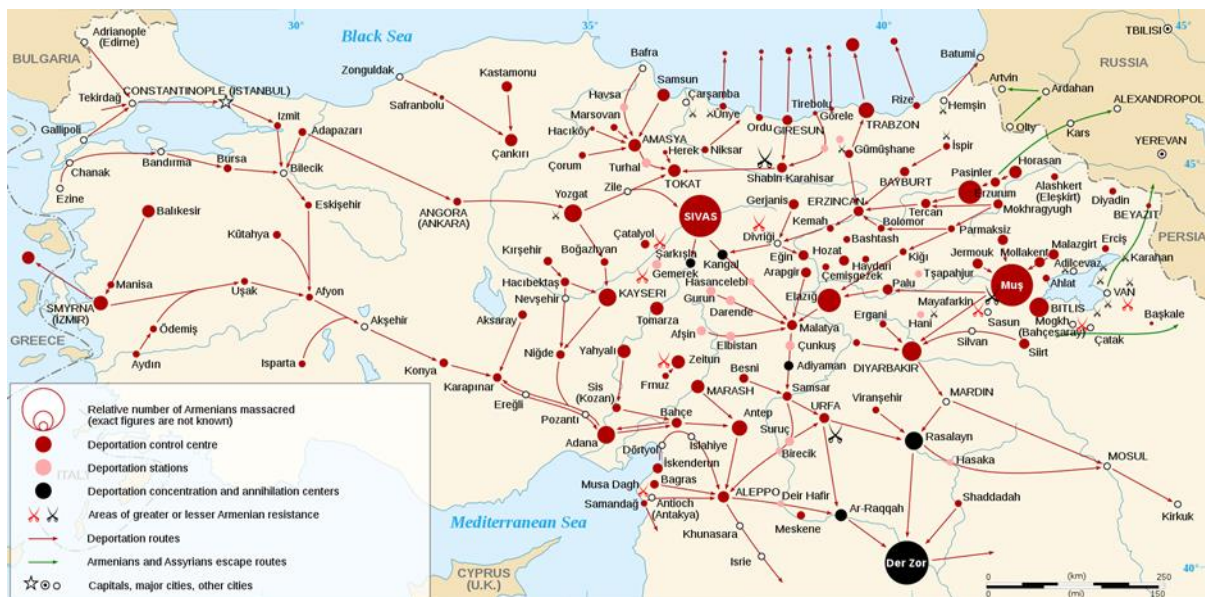 30°
35°
40°
45°
Adrianople
(Edirne)
BULGARIA
Black Sea
Bafra
Batumi
TBILISI
RUSSIA
Zonguldak
Kastamonu
Samsun
Artvin
Ardahan
CONSTANTINOPLE (ISTANBUL)
Tekirdağ
Safranbolu
Havsa
Çarşamba
Ünye
Tirebolu
Görele
Rize
Hemşin
ALEXANDROPOL
Gallipoli
Izmit
Adapazarı
Marsovan
Hacıköy
AMASYA
Ordu
GIRESUN
TRABZON
Olty
Kars
YEREVAN
Bandırma
Bursa
Bilecik
Çankırı
Çorum
Turhal
Herek
Niksar
Gümüşhane
İspir
Horasan
45°
Chanak
Ezine
TOKAT
Shabin-Karahisar
BAYBURT
Pasinler
Erzurum
Alashkert
(Eleşkirt)
Diyadin
Balıkesir
Eskişehir
ANGORA
(ANKARA)
Yozgat
Zile
SIVAS
Gerjanis
ERZINCAN
Tercan
Mokhragyugh
BEYAZIT
Kûtahya
Kemah
Bolomor
Parmaksiz
PERSIA
Çatalyol
Divriği
Bashtash
Kırşehir
Boğazlıyan
Şarkışla
Kangal
Eğin
Hozat
Haydari
Kiğı
Jermouk
Mollakent
Malazgirt
Erciş
Karahan
Manisa
Gemerek
Arapgir
Çemişgezek
Tşapahjur
Adilcevaz
Hacıbektaş
Hasancelebi
Muş
Ahlat
SMYRNA
(İZMİR)
Uşak
Afyon
Nevşehir
KAYSERI
Gurun
Elazığ
Palu
Mayafarkin
VAN
BITLIS
GREECE
Akşehir
Aksaray
Tomarza
Darende
Malatya
Ergani
Hani
Sasun
Mogkh
(Bahçesaray)
Başkale
Ödemiş
Afşin
Elbistan
Çunkuş
Silvan
Siirt
Çatak
Aydın
Isparta
Konya
Niğde
Yahyalı
Zeitun
Adiyaman
DIYARBAKIR
Karapınar
Fırnuz
Besni
Ereğli
Sis
(Kozan)
MARASH
Samsar
Viranşehir
MARDIN
Pozantı
Bahçe
Antep
Suruç
URFA
Adana
Rasalayn
Dörtyol
Islahiye
Birecik
Hasaka
MOSUL
İskenderun
Musa Dagh
Bagras
ALEPPO
Deir Hafir
Shaddadah
Samandağ
Antioch
(Antakya)
Ar-Raqqah
Kirkuk
Mediterranean Sea
Khunasara
Meskene
Isrie
Der Zor
CYPRUS
(U.K.)
ITALY
Relative number of Armenians massacred
(exact figures are not known)
Deportation control centre
Deportation stations
Deportation concentration and annihilation centers
Areas of greater or lesser Armenian resistance
Deportation routes
Armenians and Assyrians escape routes
Capitals, major cities, other cities
0 (km) 250
0 (mi) 150
40°